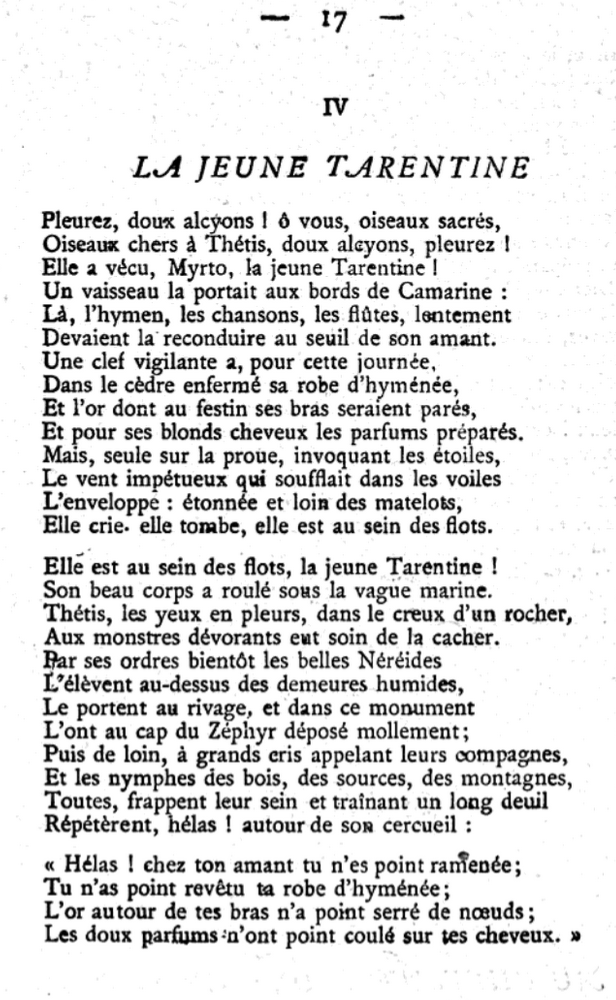 — 17 —
IV
LA JEUNE TARENTINE
Pleurez, doux alcyons ! ô vous, oiseaux sacrés,
Oiseaux chers à Thétis, doux alcyons, pleurez !
Elle a vécu, Myrto, la jeune Tarentine !
Un vaisseau la portait aux bords de Camarine :
Là, l'hymen, les chansons, les flûtes, lentement
Devaient la reconduire au seuil de son amant.
Une clef vigilante a, pour cette journée,
Dans le cèdre enfermé sa robe d'hyménée,
Et l'or dont au festin ses bras seraient parés,
Et pour ses blonds cheveux les parfums préparés.
Mais, seule sur la proue, invoquant les étoiles,
Le vent impétueux qui soufflait dans les voiles
L'enveloppe : étonnée et loin des matelots,
Elle crie. elle tombe, elle est au sein des flots.
Elle est au sein des flots, la jeune Tarentine !
Son beau corps a roulé sous la vague marine.
Thétis, les yeux en pleurs, dans le creux d'un rocher,
Aux monstres dévorants eut soin de la cacher.
Par ses ordres bientôt les belles Néréides
L'élèvent au-dessus des demeures humides,
Le portent au rivage, et dans ce monument
L'ont au cap du Zéphyr déposé mollement;
Puis de loin, à grands cris appelant leurs compagnes,
Et les nymphes des bois, des sources, des montagnes,
Toutes, frappent leur sein et traînant un long deuil
Répétèrent, hélas ! autour de son cercueil :
« Hélas ! chez ton amant tu n'es point ramenée;
Tu n'as point revêtu ta robe d'hyménée;
L'or autour de tes bras n'a point serré de nœuds;
Les doux parfums n'ont point coulé sur tes cheveux. »